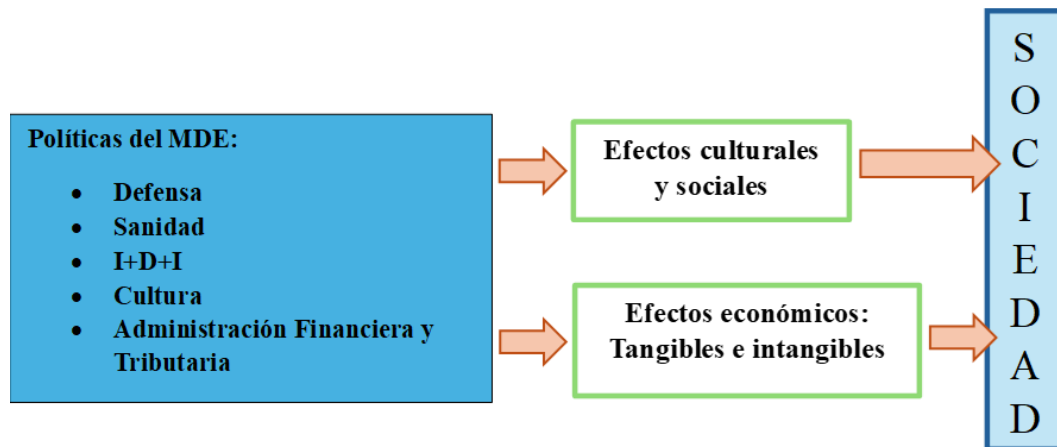 Políticas del MDE:
• Defensa
• Sanidad
• I+D+I
• Cultura
• Administración Financiera y
Tributaria
Efectos culturales
y sociales
Efectos económicos:
Tangibles e intangibles
S
O
C
I
E
D
A
D